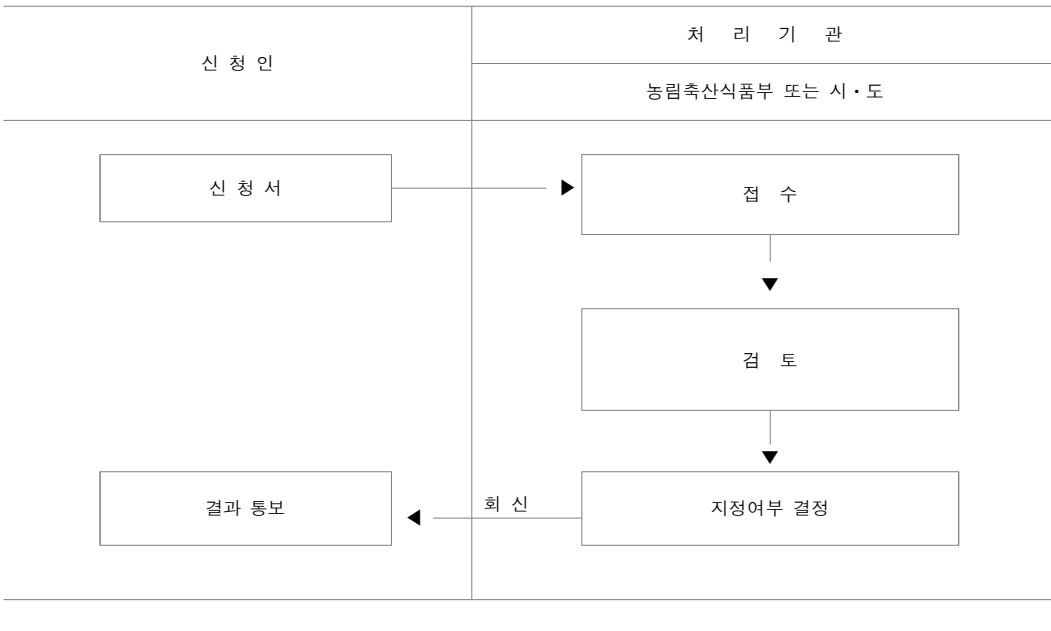 신 청 인
처 리 기 관
농림축산식품부 또는 시・도
신 청 서
접 수
검 토
결과 통보
회 신
지정여부 결정